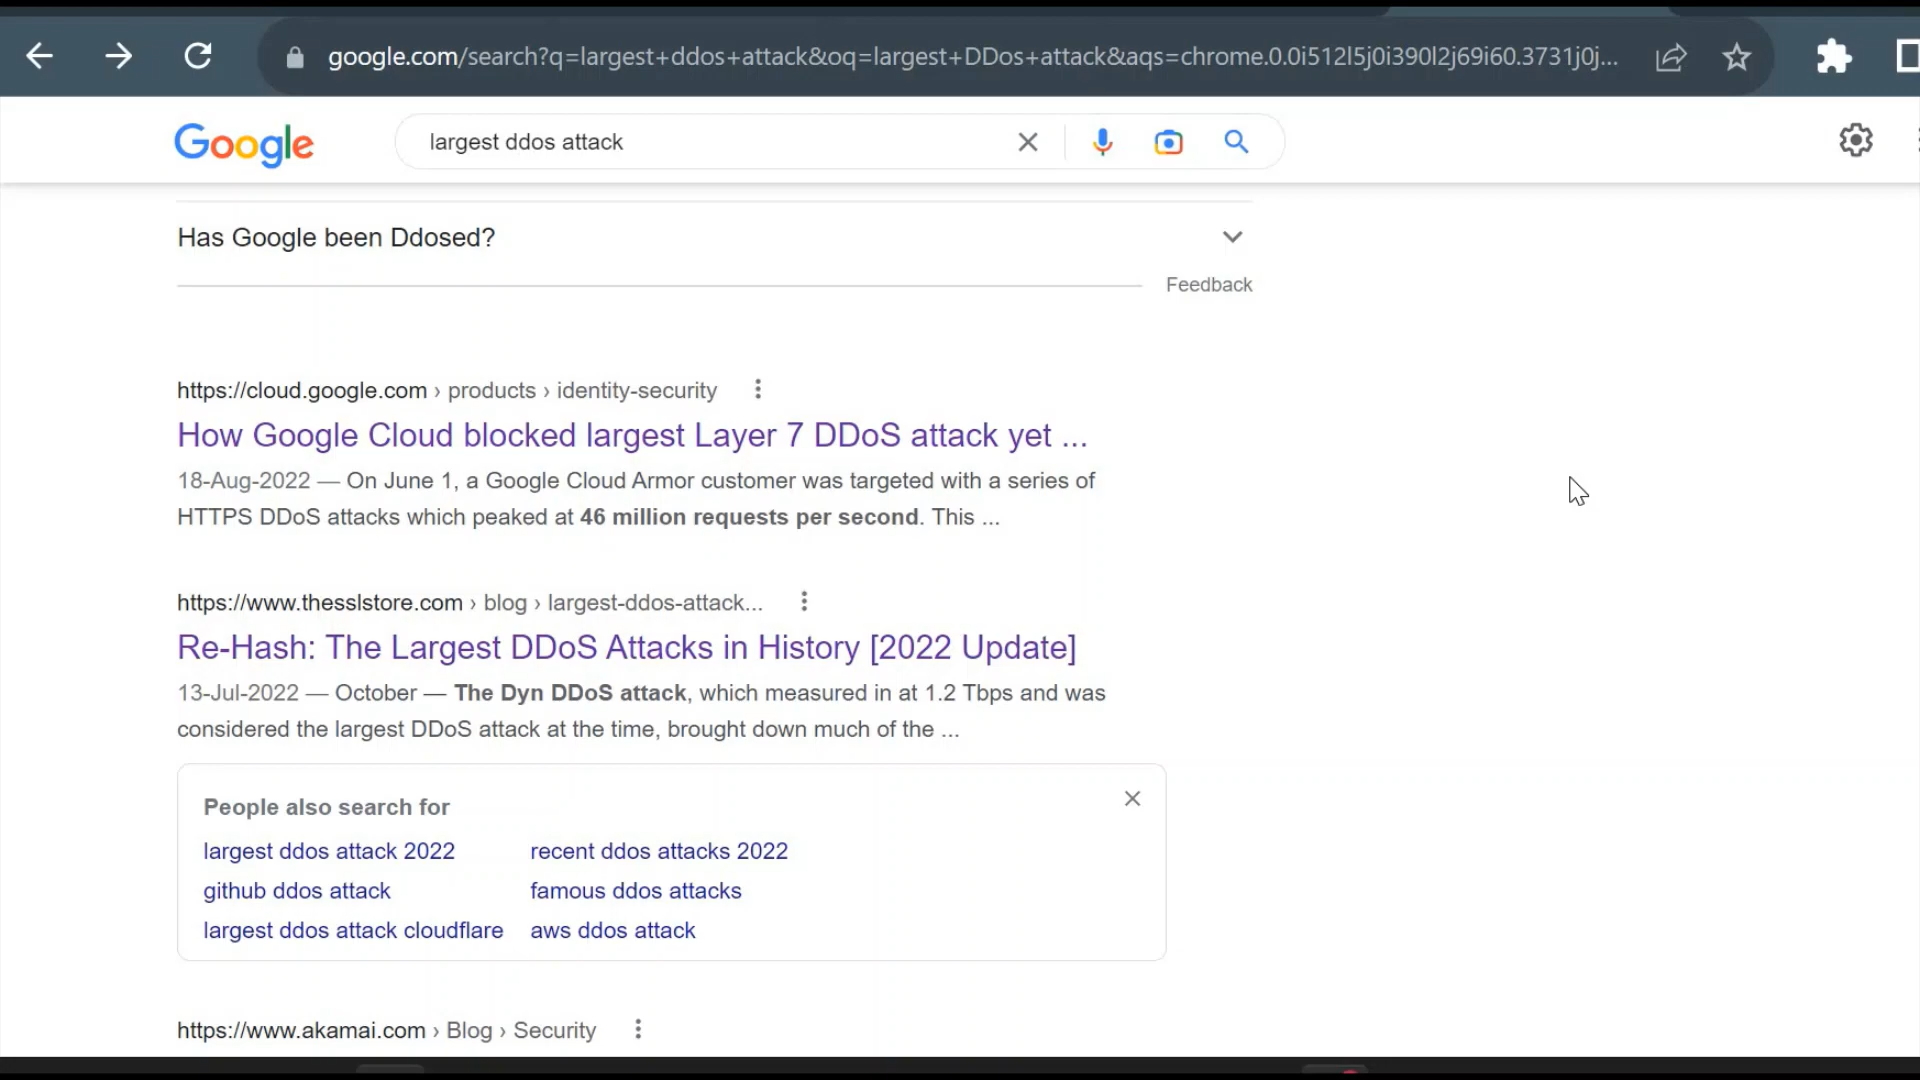 google.com/search?q=largest+ddos+attack&oq=largest+DDos+attack&aqs=chrome.0.0i512l5j0i390l2j69i60.3731j0j...
Google
largest ddos attack
Has Google been Ddosed?
Feedback
https://cloud.google.com › products › identity-security
How Google Cloud blocked largest Layer 7 DDoS attack yet ...
18-Aug-2022 — On June 1, a Google Cloud Armor customer was targeted with a series of
HTTPS DDoS attacks which peaked at 46 million requests per second. This ...
https://www.thesslstore.com › blog › largest-ddos-attack...
Re-Hash: The Largest DDoS Attacks in History [2022 Update]
13-Jul-2022 — October — The Dyn DDoS attack, which measured in at 1.2 Tbps and was
considered the largest DDoS attack at the time, brought down much of the ...
People also search for
largest ddos attack 2022 recent ddos attacks 2022
github ddos attack famous ddos attacks
largest ddos attack cloudflare aws ddos attack
https://www.akamai.com › Blog › Security